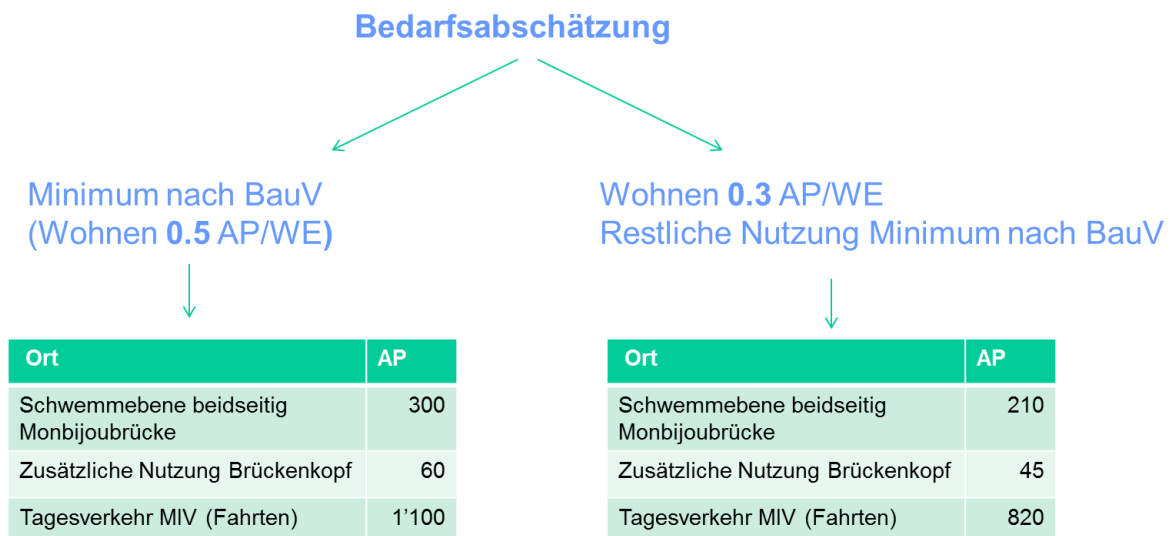 Bedarfsabschätzung
Minimum nach BauV
(Wohnen 0.5 AP/WE)
Wohnen 0.3 AP/WE
Restliche Nutzung Minimum nach BauV
Ort AP
Schwemmebene beidseitig
Monbijoubrücke 300
Zusätzliche Nutzung Brückenkopf 60
Tagesverkehr MIV (Fahrten) 1’100
Ort AP
Schwemmebene beidseitig
Monbijoubrücke 210
Zusätzliche Nutzung Brückenkopf 45
Tagesverkehr MIV (Fahrten) 820